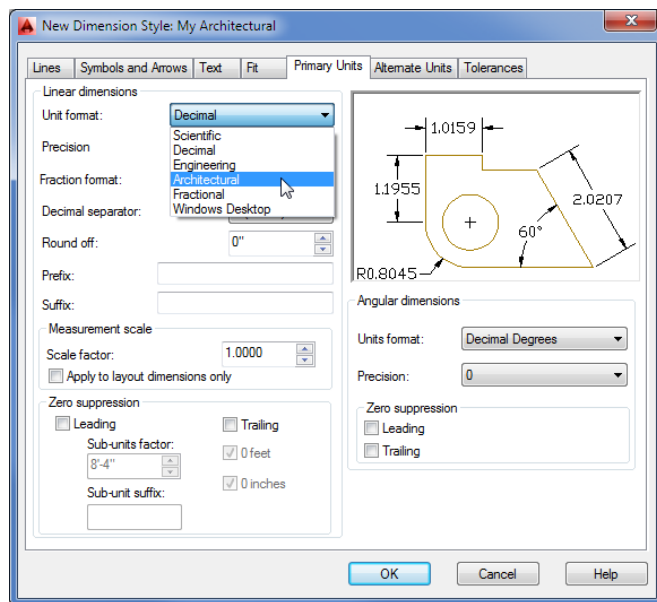 New Dimension Style: My Architectural
Lines Symbols and Arrows Text Fit Primary Units Alternate Units Tolerances
Linear dimensions
Unit format: Decimal
Scientific
Decimal
Engineering
Architectural
Fractional
Windows Desktop
Precision
Fraction format:
Decimal separator:
Round off: 0"
Prefix:
Suffix:
Measurement scale
Scale factor: 1.0000
Apply to layout dimensions only
Zero suppression
Leading
Sub-units factor:
8'-4"
Sub-unit suffix:
Trailing
0 feet
0 inches
1.0159
1.1955
2.0207
60°
R0.8045
Angular dimensions
Units format: Decimal Degrees
Precision: 0
Zero suppression
Leading
Trailing
OK Cancel Help